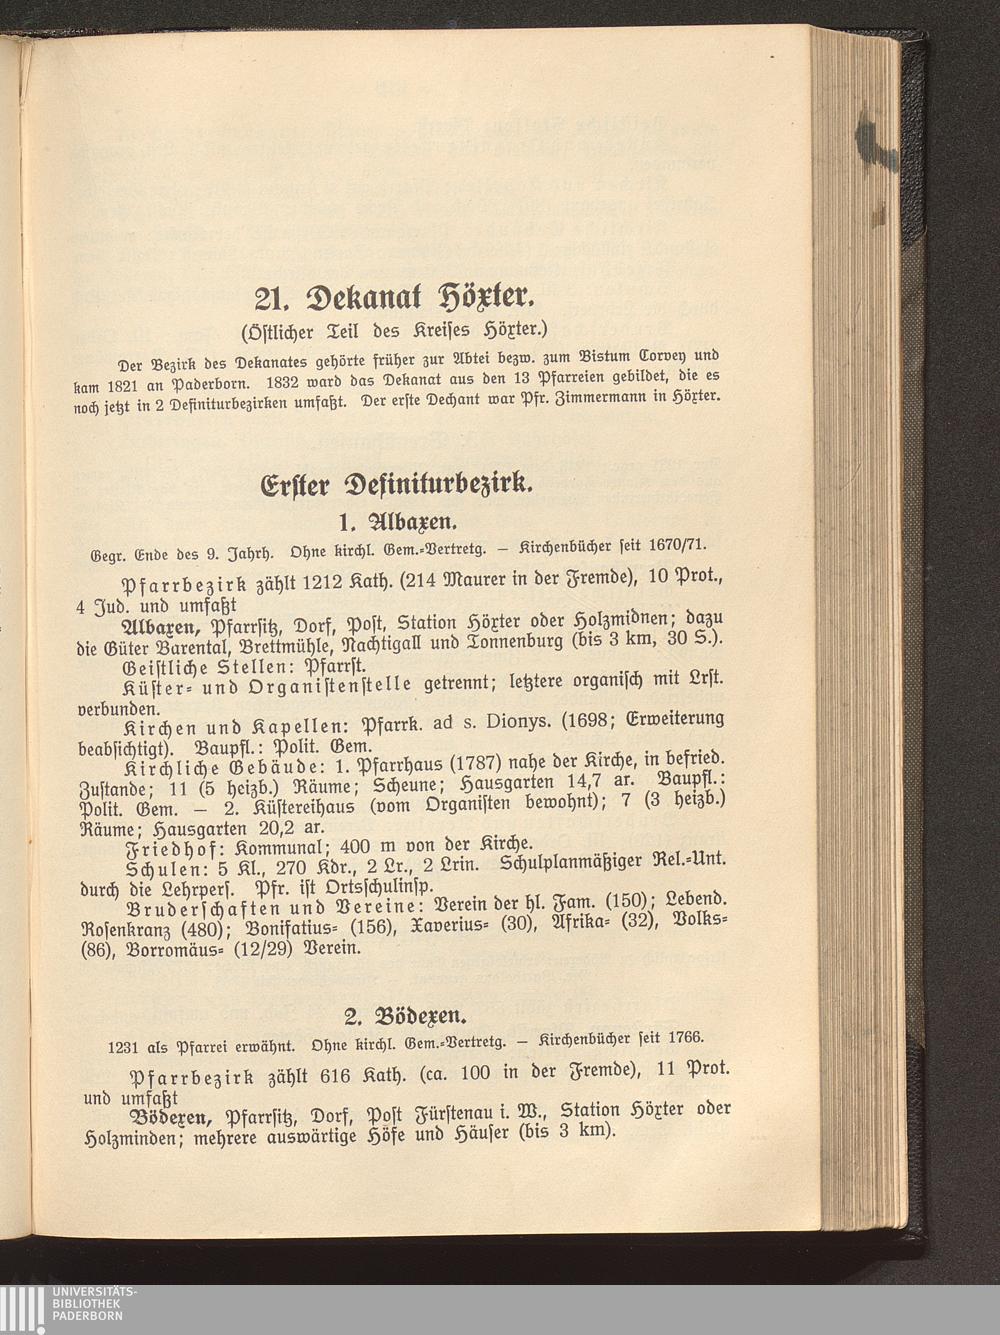 21. Dekanat Höxter.
(Östlicher Teil des Kreises Höxter.)
Der Bezirk des Dekanates gehörte früher zur Abtei bezw. zum Bistum Corvey und
kam 1821 an Paderborn. 1832 ward das Dekanat aus den 13 Pfarreien gebildet, die es
noch jetzt in 2 Definiturbezirken umfaßt. Der erste Dechant war Pfr. Zimmermann in Höxter.
Erster Definiturbezirk.
1. Albaxen.
Gegr. Ende des 9. Jahrh. Ohne kirchl. Gem.=Vertretg. — Kirchenbücher seit 1670/71.
Pfarrbezirk zählt 1212 Kath. (214 Maurer in der Fremde), 10 Prot.,
4 Jud. und umfaßt
Albaxen, Pfarrsitz, Dorf, Post, Station Höxter oder Holzmidnen; dazu
die Güter Barental, Brettmühle, Nachtigall und Tonnenburg (bis 3 km, 30 S.).
Geistliche Stellen: Pfarrst.
Küster= und Organistenstelle getrennt; letztere organisch mit Lrst.
verbunden.
Kirchen und Kapellen: Pfarrk. ad s. Dionys. (1698; Erweiterung
beabsichtigt). Baupfl.: Polit. Gem.
Kirchliche Gebäude: 1. Pfarrhaus (1787) nahe der Kirche, in befried.
Zustande; 11 (5 heizb.) Räume; Scheune; Hausgarten 14,7 ar. Baupfl.:
Polit. Gem. — 2. Küstereihaus (vom Organisten bewohnt); 7 (3 heizb.)
Räume; Hausgarten 20,2 ar.
Friedhof: Kommunal; 400 m von der Kirche.
Schulen: 5 Kl., 270 Kdr., 2 Lr., 2 Lrin. Schulplanmäßiger Rel.=Unt.
durch die Lehrpers. Pfr. ist Ortsschulinsp.
Bruderschaften und Vereine: Verein der hl. Fam. (150); Lebend.
Rosenkranz (480); Bonifatius= (156), Xaverius= (30), Afrika= (32), Volks=
(86), Borromäus= (12/29) Verein.
2. Bödexen.
1231 als Pfarrei erwähnt. Ohne kirchl. Gem.=Vertretg. — Kirchenbücher seit 1766.
Pfarrbezirk zählt 616 Kath. (ca. 100 in der Fremde), 11 Prot.
und umfaßt
Bödexen, Pfarrsitz, Dorf, Post Fürstenau i. W., Station Höxter oder
Holzminden; mehrere auswärtige Höfe und Häuser (bis 3 km).
UNIVERSITÄTS-
BIBLIOTHEK
PADERBORN